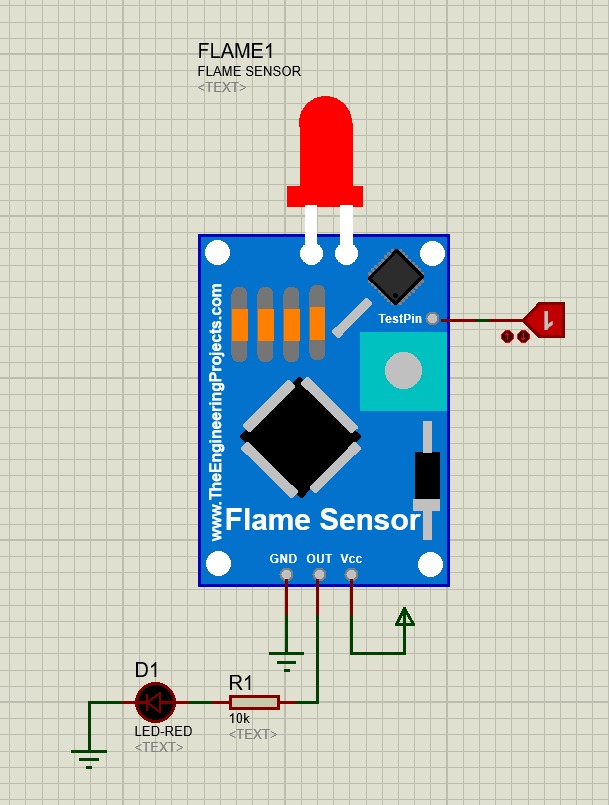 FLAME1
FLAME SENSOR
<TEXT>
TestPin
1
www.TheEngineeringProjects.com
Flame Sensor
GND OUT Vcc
D1
LED-RED
<TEXT>
R1
10k
<TEXT>